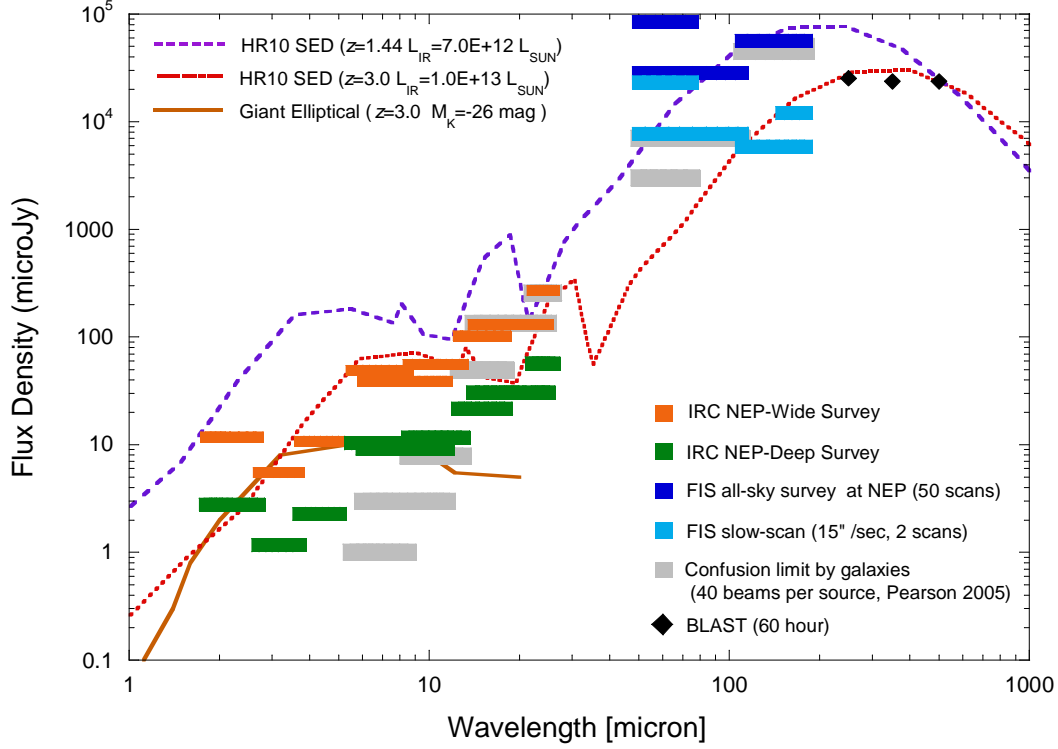 HR10 SED (z=1.44 L_IR=7.0E+12 L_SUN)
HR10 SED (z=3.0 L_IR=1.0E+13 L_SUN)
Giant Elliptical ( z=3.0 M_K=-26 mag )
10^5
10^4
1000
100
10
1
0.1
Flux Density (microJy)
IRC NEP-Wide Survey
IRC NEP-Deep Survey
FIS all-sky survey at NEP (50 scans)
FIS slow-scan (15" /sec, 2 scans)
Confusion limit by galaxies
(40 beams per source, Pearson 2005)
BLAST (60 hour)
1 10 100 1000
Wavelength [micron]